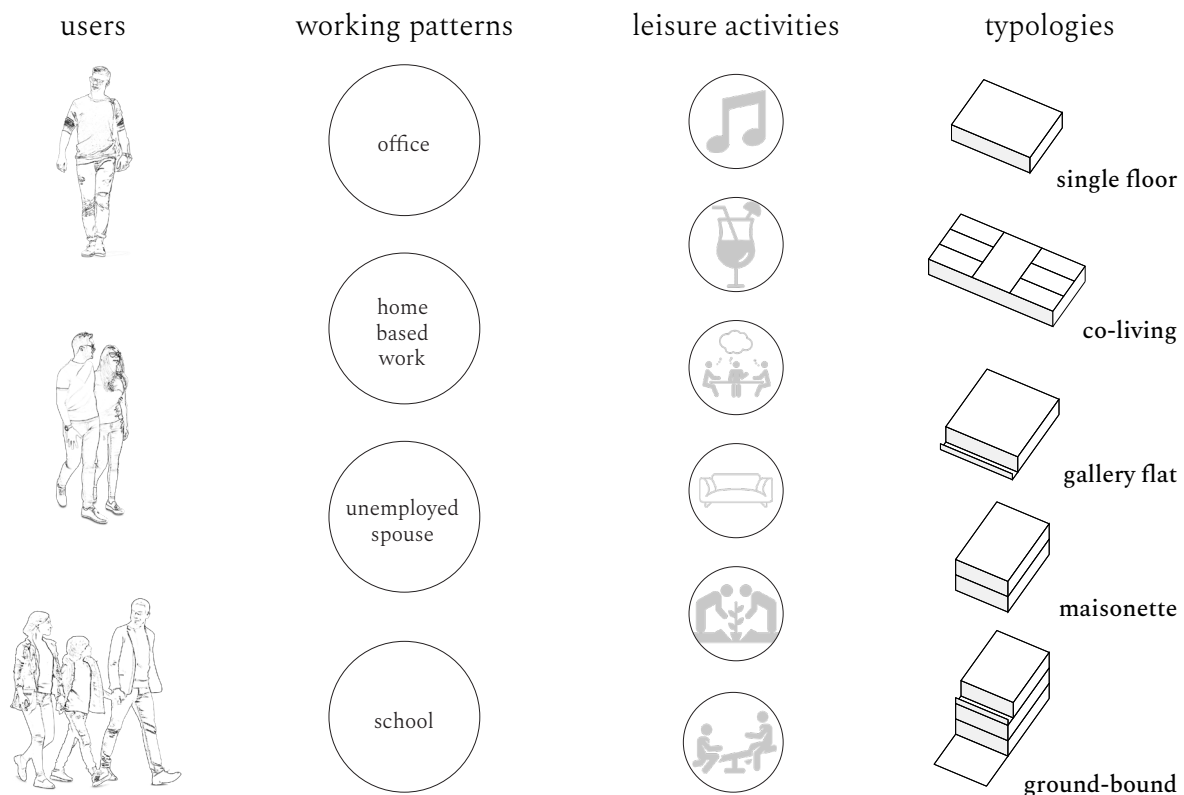 users
working patterns
leisure activities
typologies
office
home
based
work
unemployed
spouse
school
single floor
co-living
gallery flat
maisonette
ground-bound